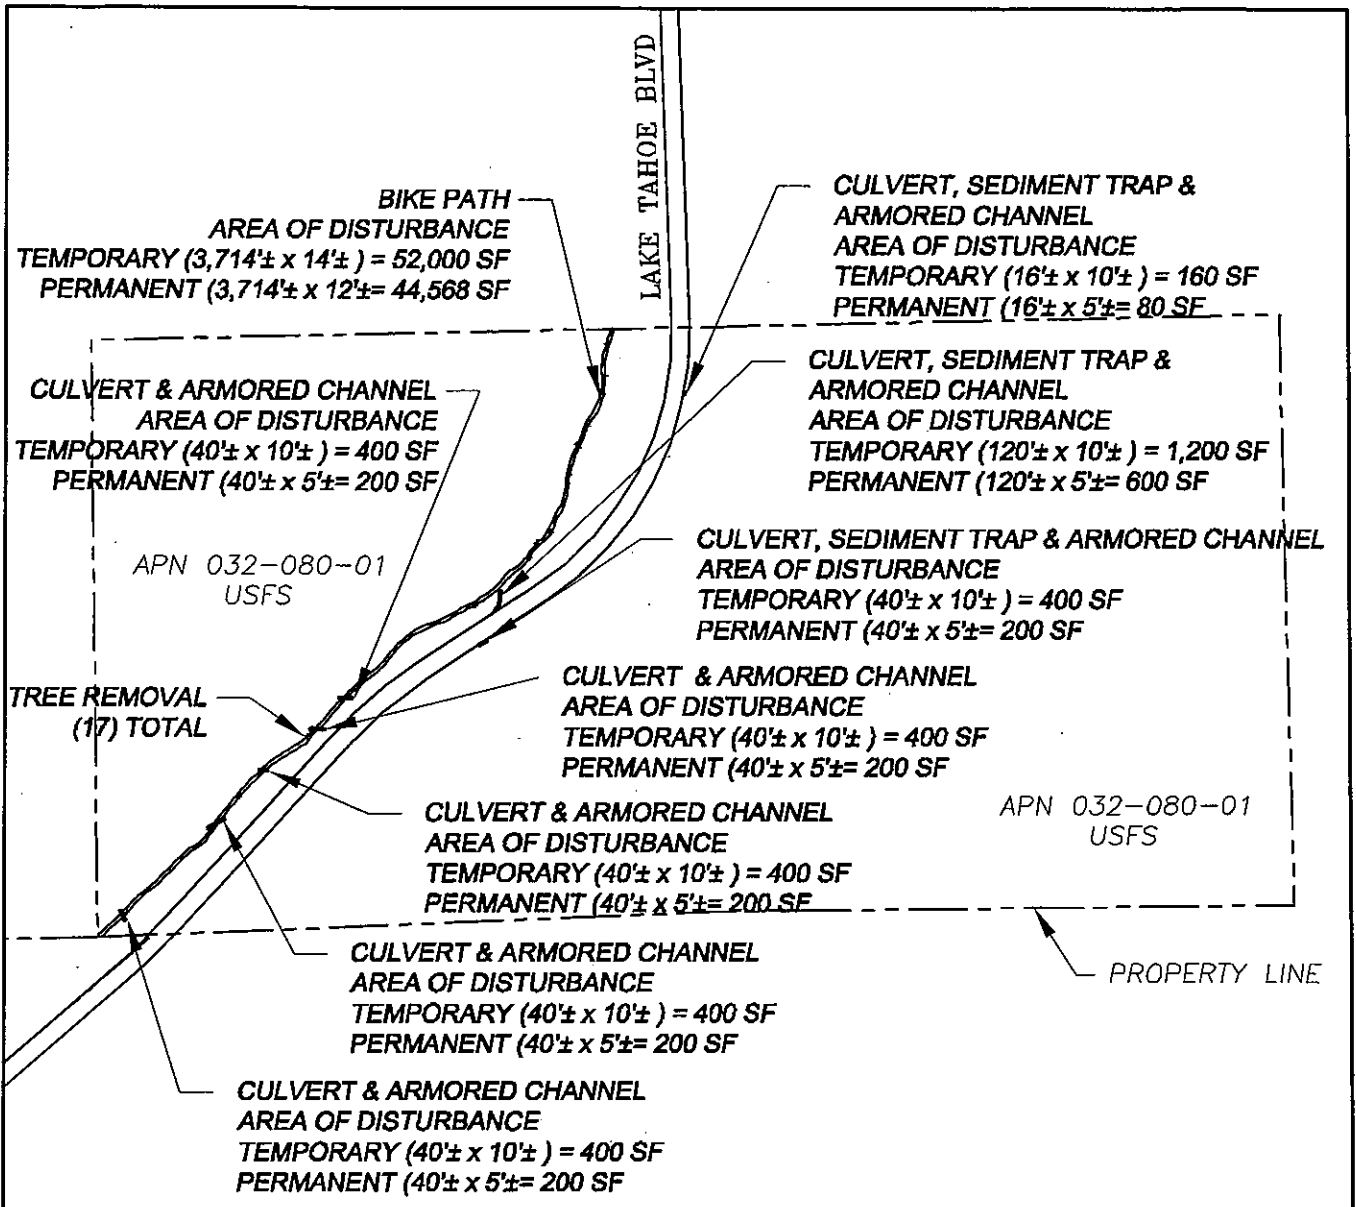 LAKE TAHOE BLVD
BIKE PATH
AREA OF DISTURBANCE
TEMPORARY (3,714'± x 14'± ) = 52,000 SF
PERMANENT (3,714'± x 12'±= 44,568 SF
CULVERT, SEDIMENT TRAP &
ARMORED CHANNEL
AREA OF DISTURBANCE
TEMPORARY (16'± x 10'± ) = 160 SF
PERMANENT (16'± x 5'±= 80 SF
CULVERT & ARMORED CHANNEL
AREA OF DISTURBANCE
TEMPORARY (40'± x 10'± ) = 400 SF
PERMANENT (40'± x 5'±= 200 SF
CULVERT, SEDIMENT TRAP &
ARMORED CHANNEL
AREA OF DISTURBANCE
TEMPORARY (120'± x 10'± ) = 1,200 SF
PERMANENT (120'± x 5'±= 600 SF
APN 032-080-01
USFS
CULVERT, SEDIMENT TRAP & ARMORED CHANNEL
AREA OF DISTURBANCE
TEMPORARY (40'± x 10'± ) = 400 SF
PERMANENT (40'± x 5'±= 200 SF
TREE REMOVAL
(17) TOTAL
CULVERT & ARMORED CHANNEL
AREA OF DISTURBANCE
TEMPORARY (40'± x 10'± ) = 400 SF
PERMANENT (40'± x 5'±= 200 SF
CULVERT & ARMORED CHANNEL
AREA OF DISTURBANCE
TEMPORARY (40'± x 10'± ) = 400 SF
PERMANENT (40'± x 5'±= 200 SF
APN 032-080-01
USFS
CULVERT & ARMORED CHANNEL
AREA OF DISTURBANCE
TEMPORARY (40'± x 10'± ) = 400 SF
PERMANENT (40'± x 5'±= 200 SF
PROPERTY LINE
CULVERT & ARMORED CHANNEL
AREA OF DISTURBANCE
TEMPORARY (40'± x 10'± ) = 400 SF
PERMANENT (40'± x 5'±= 200 SF